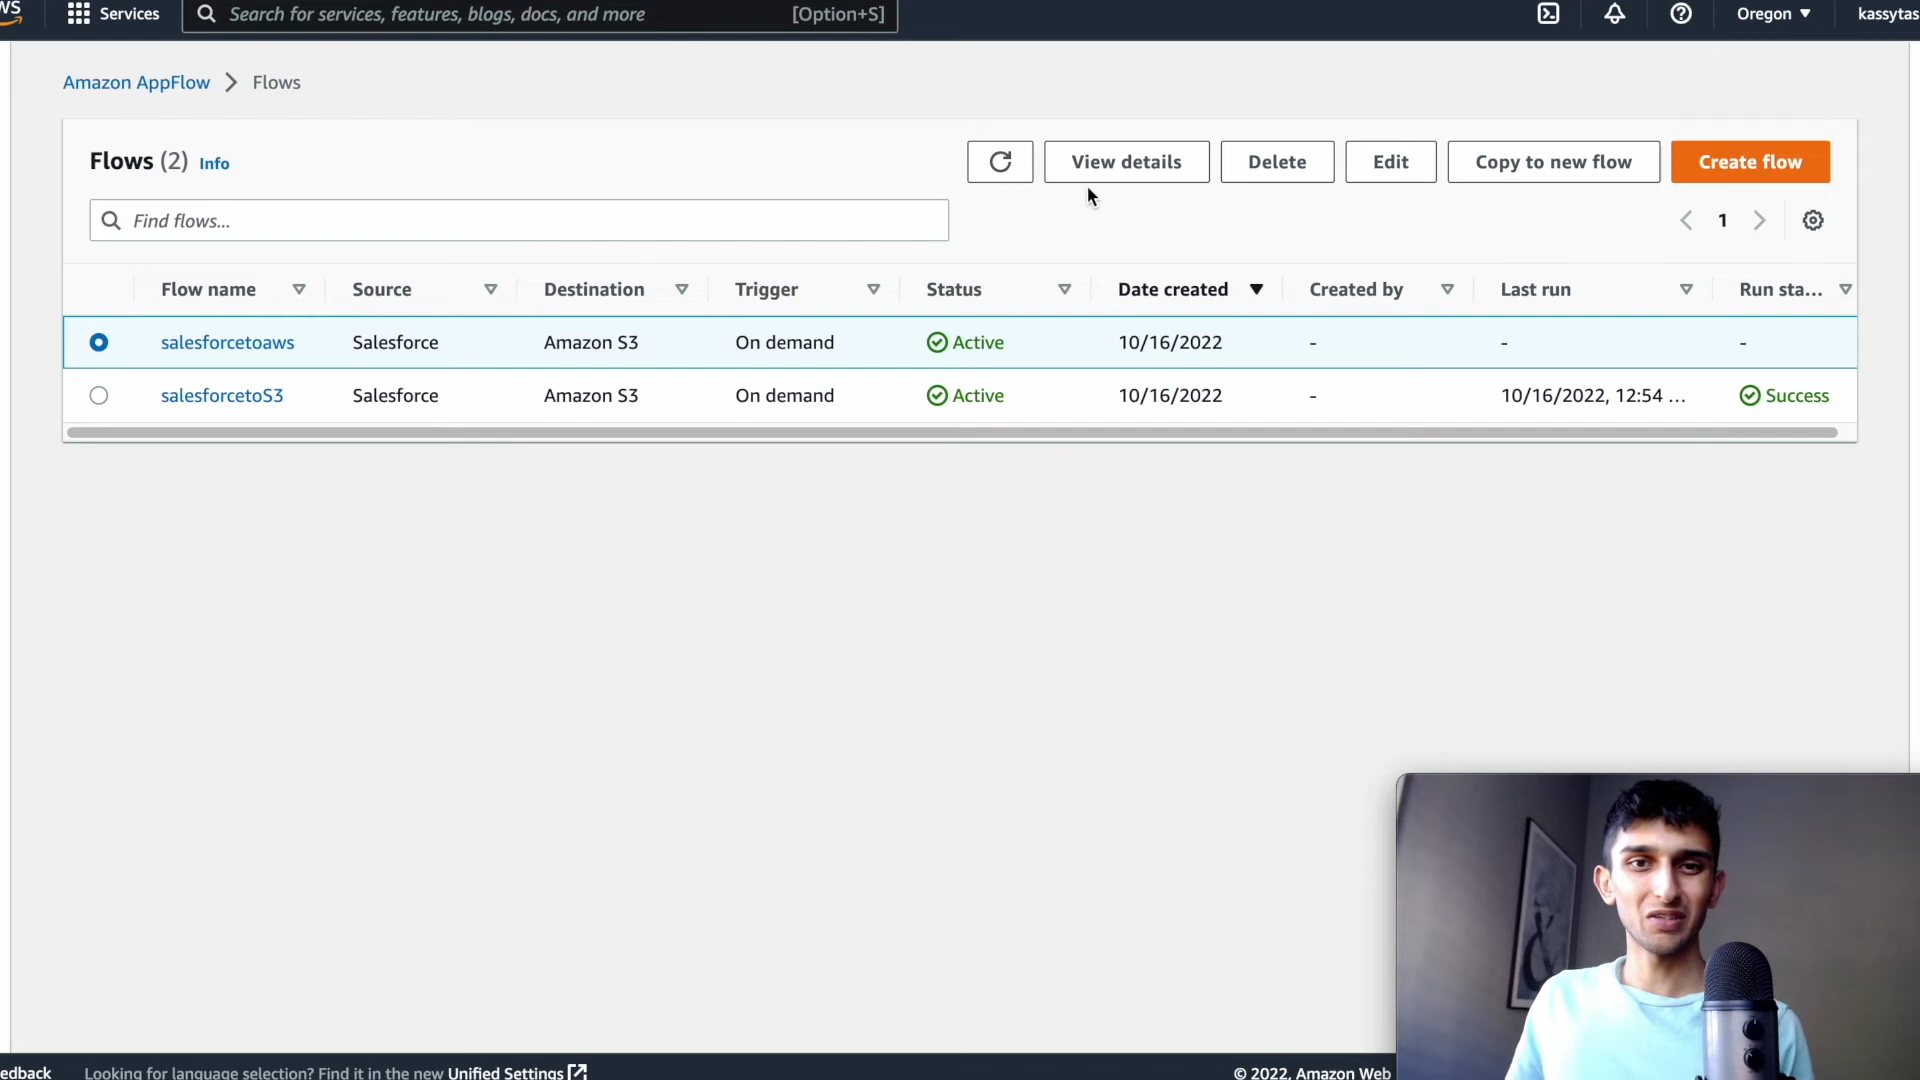 WS Services Search for services, features, blogs, docs, and more [Option+S] Oregon kassytas
Amazon AppFlow > Flows
Flows (2) Info View details Delete Edit Copy to new flow Create flow
Find flows... 1
Flow name Source Destination Trigger Status Date created Created by Last run Run sta...
salesforcetoaws Salesforce Amazon S3 On demand Active 10/16/2022 - - -
salesforcetoS3 Salesforce Amazon S3 On demand Active 10/16/2022 - 10/16/2022, 12:54 ... Success
edback Looking for language selection? Find it in the new Unified Settings © 2022, Amazon Web